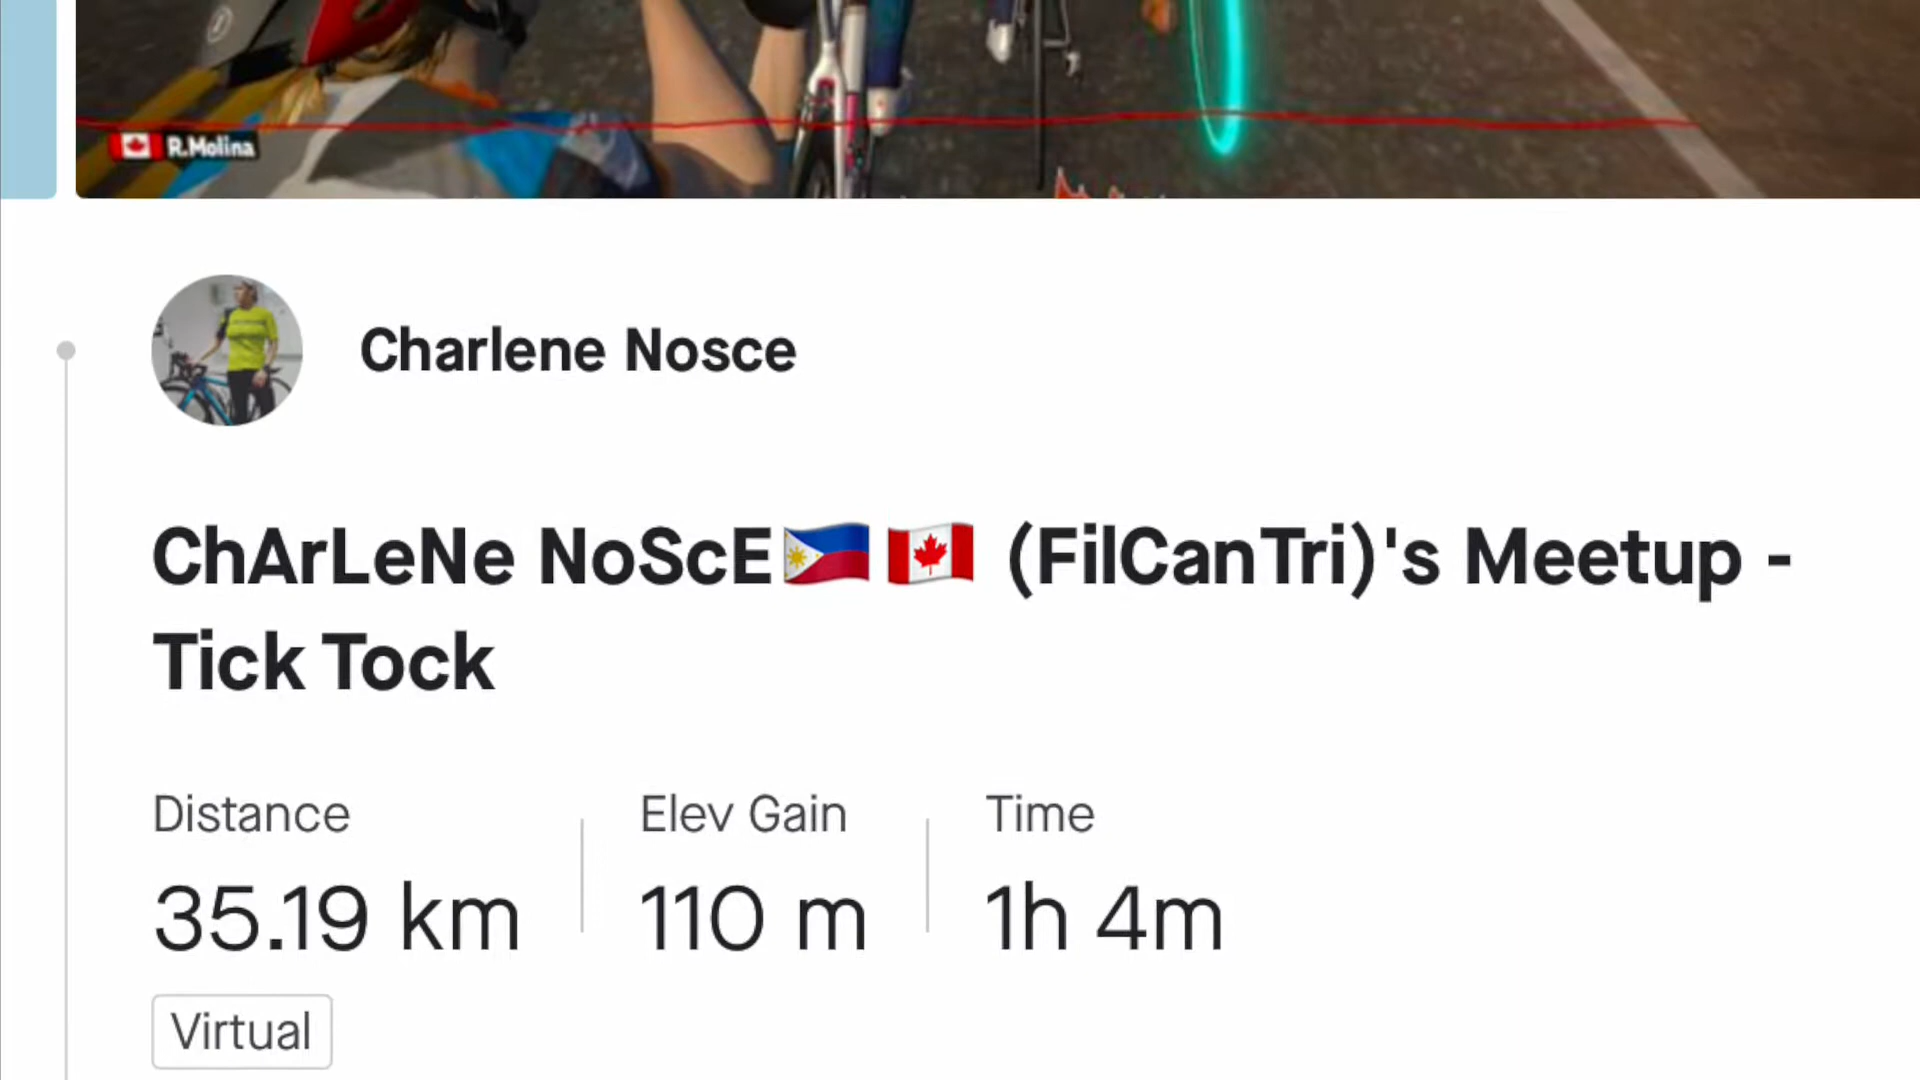 R.Molina
Charlene Nosce
ChArLeNe NoScE🇵🇭🇨🇦 (FilCanTri)'s Meetup -
Tick Tock
Distance
Elev Gain
Time
35.19 km
110 m
1h 4m
Virtual